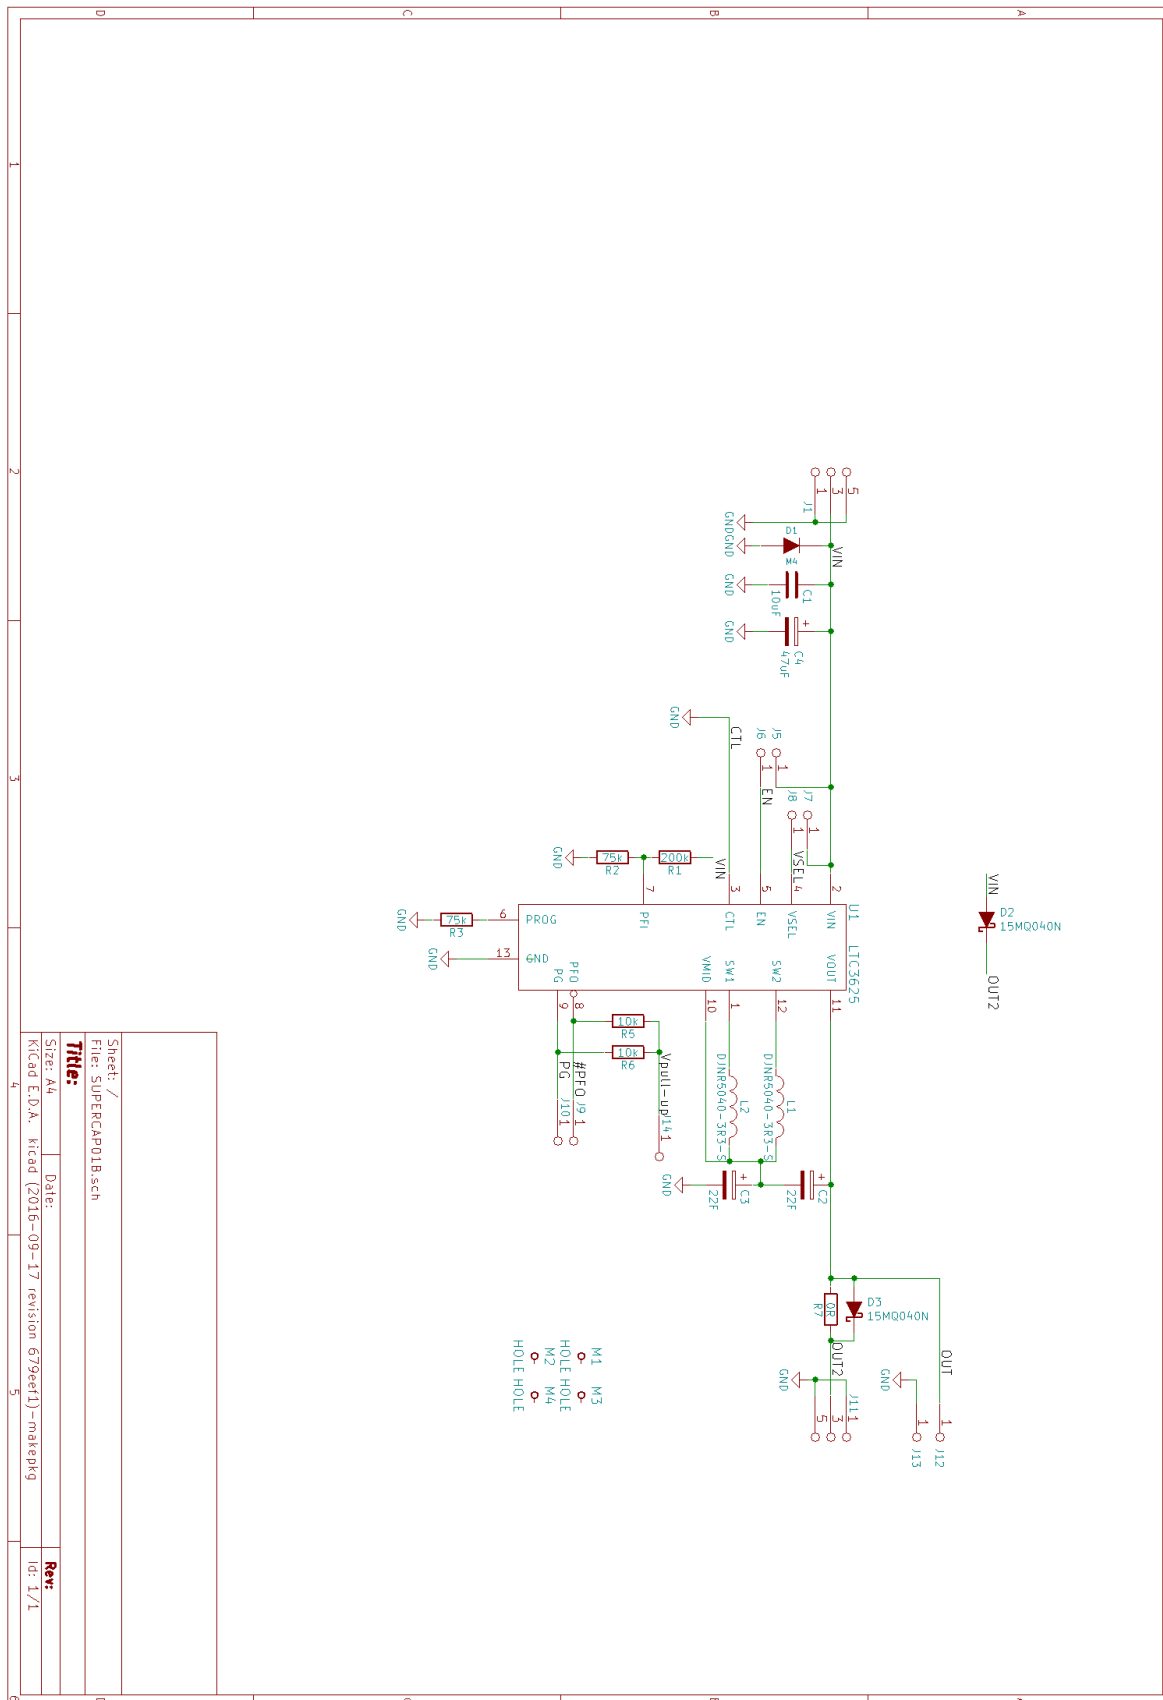 D
C
B
A
1
2
3
4
5
6
J1
1
3
5
GND
GND
D1
M4
VIN
GND
C1
10uF
GND
C4
47uF
GND
CTL
J6
J5
1
1
EN
J8
J7
1
1
VSEL
GND
75k
R2
200k
R1
VIN
7
3
5
4
2
U1
LTC3625
PFI
CTL
EN
VSEL
VIN
GND
75k
R3
6
PROG
GND
13
GND
PG
PFO
VMID
SW1
SW2
VOUT
9
8
10
1
12
11
10k
R5
10k
R6
PG
#PFO
Vpull-up
J10
1
J9
1
J14
1
L2
DJNR5040-3R3-S
L1
DJNR5040-3R3-S
GND
C3
22F
C2
22F
VIN
D2
15MQ040N
OUT2
0R
R7
D3
15MQ040N
OUT2
OUT
GND
GND
J11
1
3
5
1
J13
1
J12
M1
HOLE
M2
HOLE
M3
HOLE
M4
HOLE
Sheet: /
File: SUPERCAP01B.sch
Title:
Size: A4
Date:
Rev:
KiCad E.D.A. kicad (2016-09-17 revision 679eef1)-makepkg
Id: 1/1